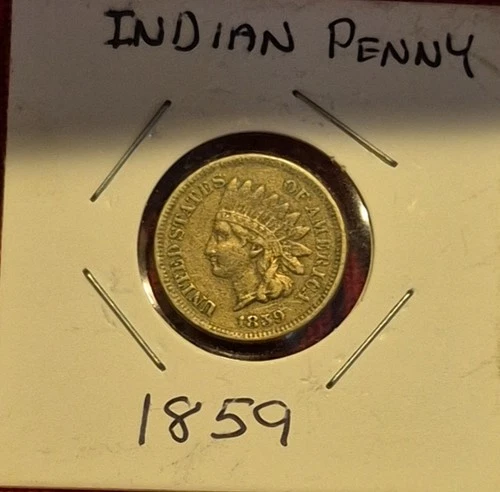 INDIAN PENNY
UNITED STATES OF AMERICA
1859
1859